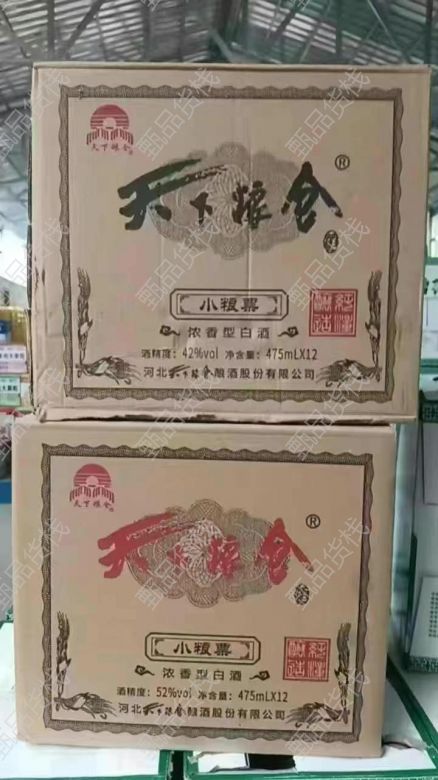 天下粮仓
天下粮仓®
小粮票
浓香型白酒
酒精度：42%vol 净含量：475mLX12
河北天下粮仓酿酒股份有限公司
天下粮仓
天下粮仓®
小粮票
浓香型白酒
酒精度：52%vol 净含量：475mLX12
河北天下粮仓酿酒股份有限公司
甄品货栈